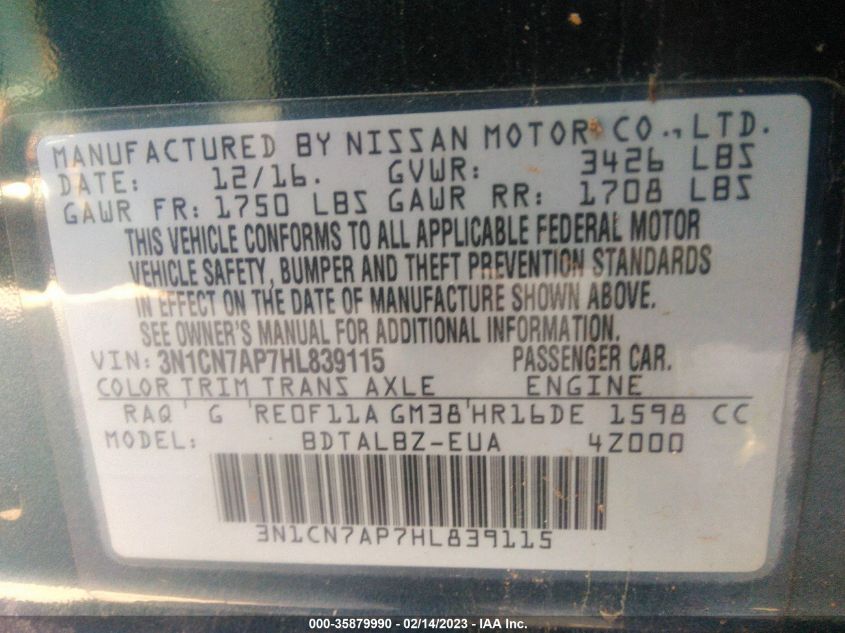 MANUFACTURED BY NISSAN MOTOR CO., LTD.
DATE: 12/16. GVWR: 3426 LBS
GAWR FR: 1750 LBS GAWR RR: 1708 LBS
THIS VEHICLE CONFORMS TO ALL APPLICABLE FEDERAL MOTOR
VEHICLE SAFETY, BUMPER AND THEFT PREVENTION STANDARDS
IN EFFECT ON THE DATE OF MANUFACTURE SHOWN ABOVE.
SEE OWNER'S MANUAL FOR ADDITIONAL INFORMATION.
VIN: 3N1CN7AP7HL839115 PASSENGER CAR.
COLOR TRIM TRANS AXLE ENGINE
RAQ G RE0F11A GM38 HR16DE 1598 CC
MODEL: BDTALBZ-EUA 4Z000
3N1CN7AP7HL839115
000-35879990 - 02/14/2023 - IAA Inc.